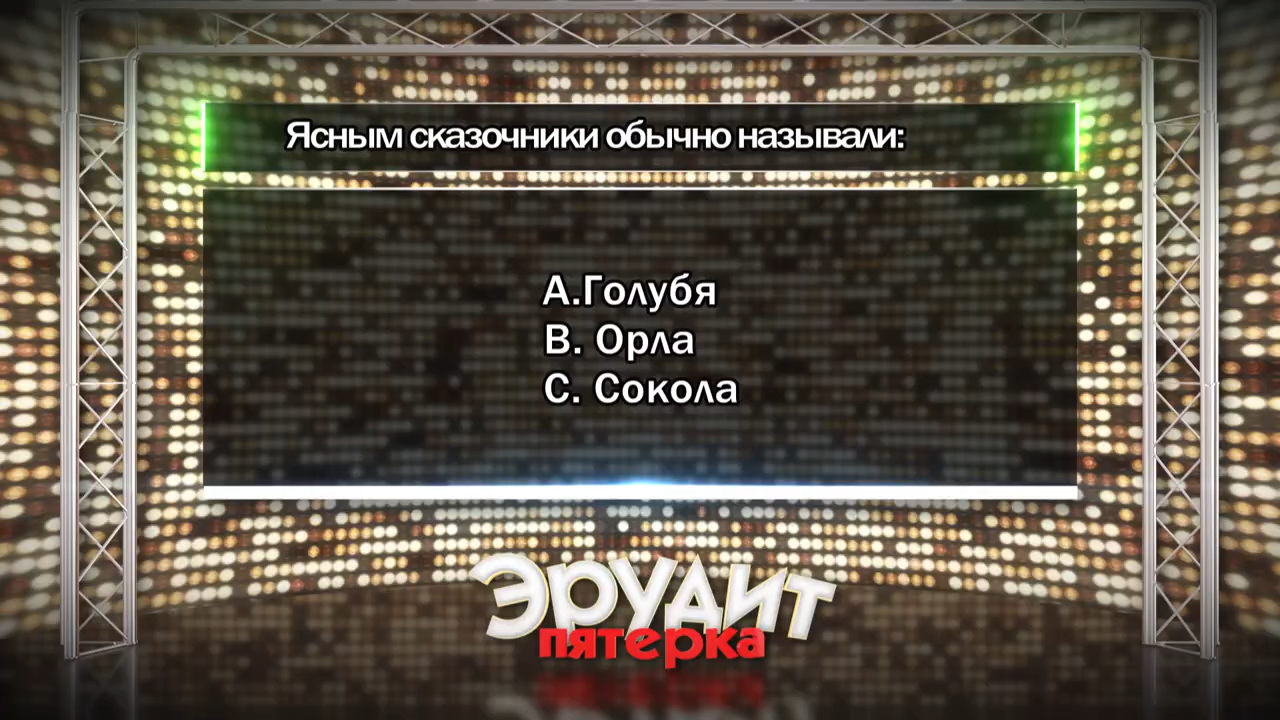 Ясным сказочники обычно называли:
А.Голубя
В. Орла
С. Сокола
Эрудит
пятерка